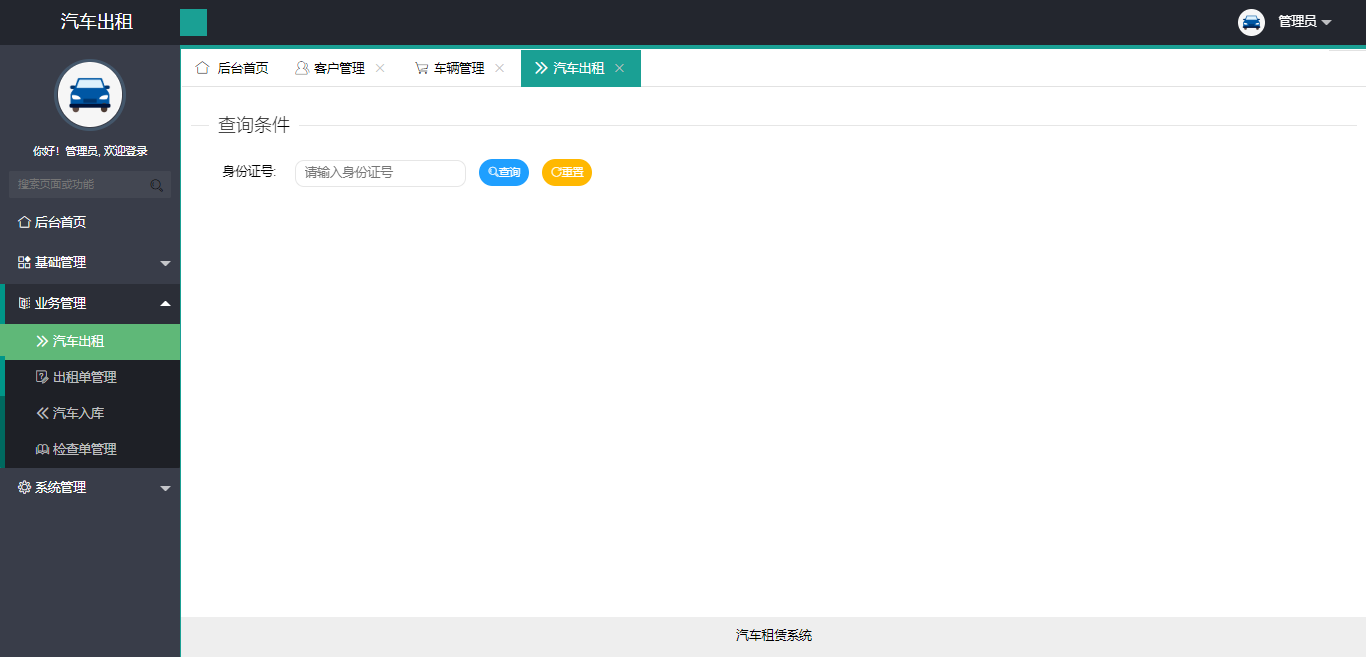 汽车出租
管理员
你好！管理员, 欢迎登录
搜索页面或功能
后台首页
基础管理
业务管理
汽车出租
出租单管理
汽车入库
检查单管理
系统管理
后台首页 客户管理 车辆管理 汽车出租
查询条件
身份证号: 请输入身份证号 查询 重置
汽车租赁系统